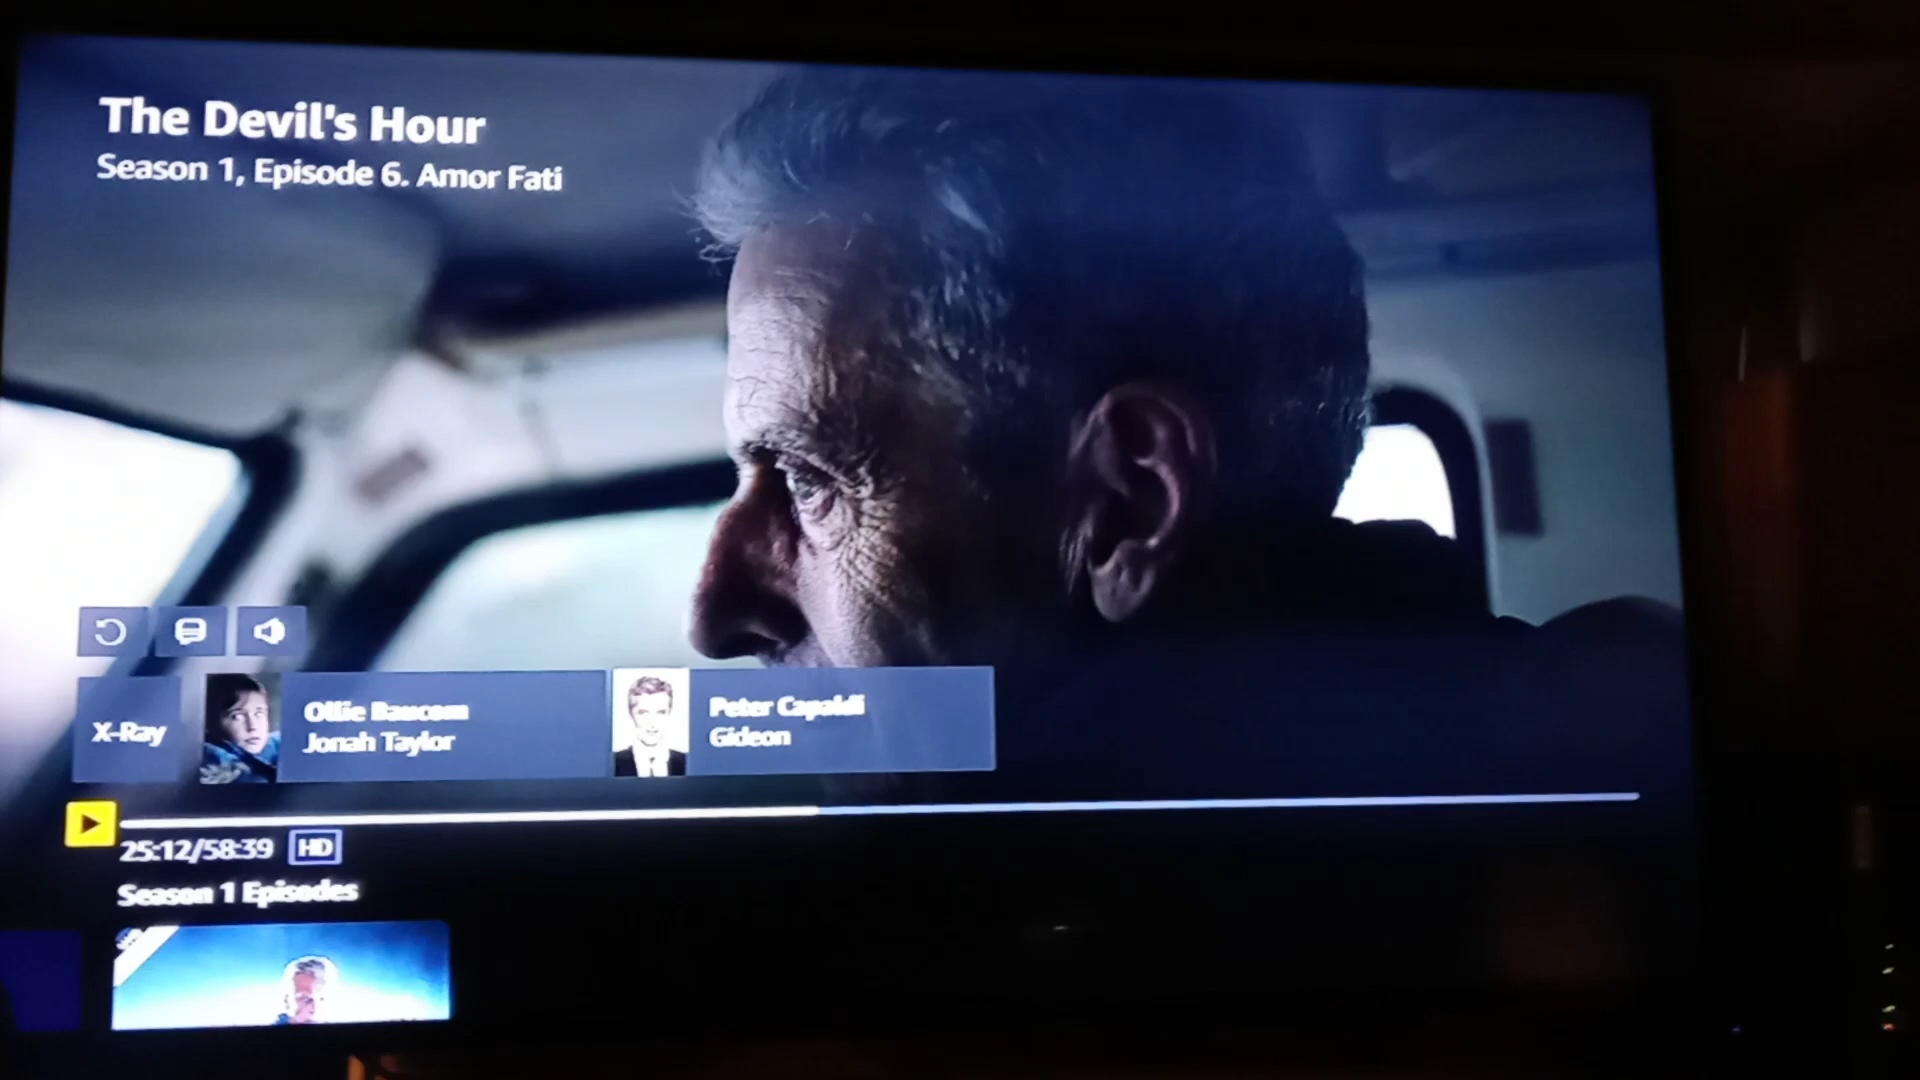 The Devil's Hour
Season 1, Episode 6. Amor Fati
X-Ray
Ollie Baucom
Jonah Taylor
Peter Capaldi
Gideon
25:12/58:39 HD
Season 1 Episodes